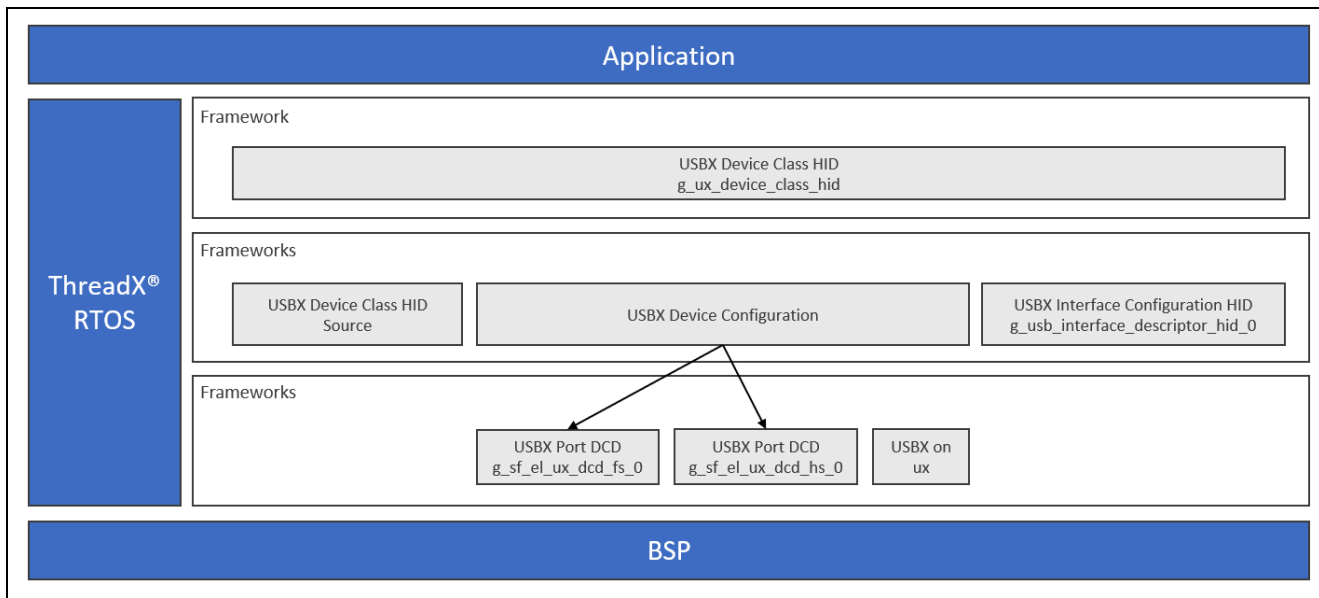 Application
ThreadX®
RTOS
Framework
USBX Device Class HID
g_ux_device_class_hid
Frameworks
USBX Device Class HID
Source
USBX Device Configuration
USBX Interface Configuration HID
g_usb_interface_descriptor_hid_0
Frameworks
USBX Port DCD
g_sf_el_ux_dcd_fs_0
USBX Port DCD
g_sf_el_ux_dcd_hs_0
USBX on
ux
BSP